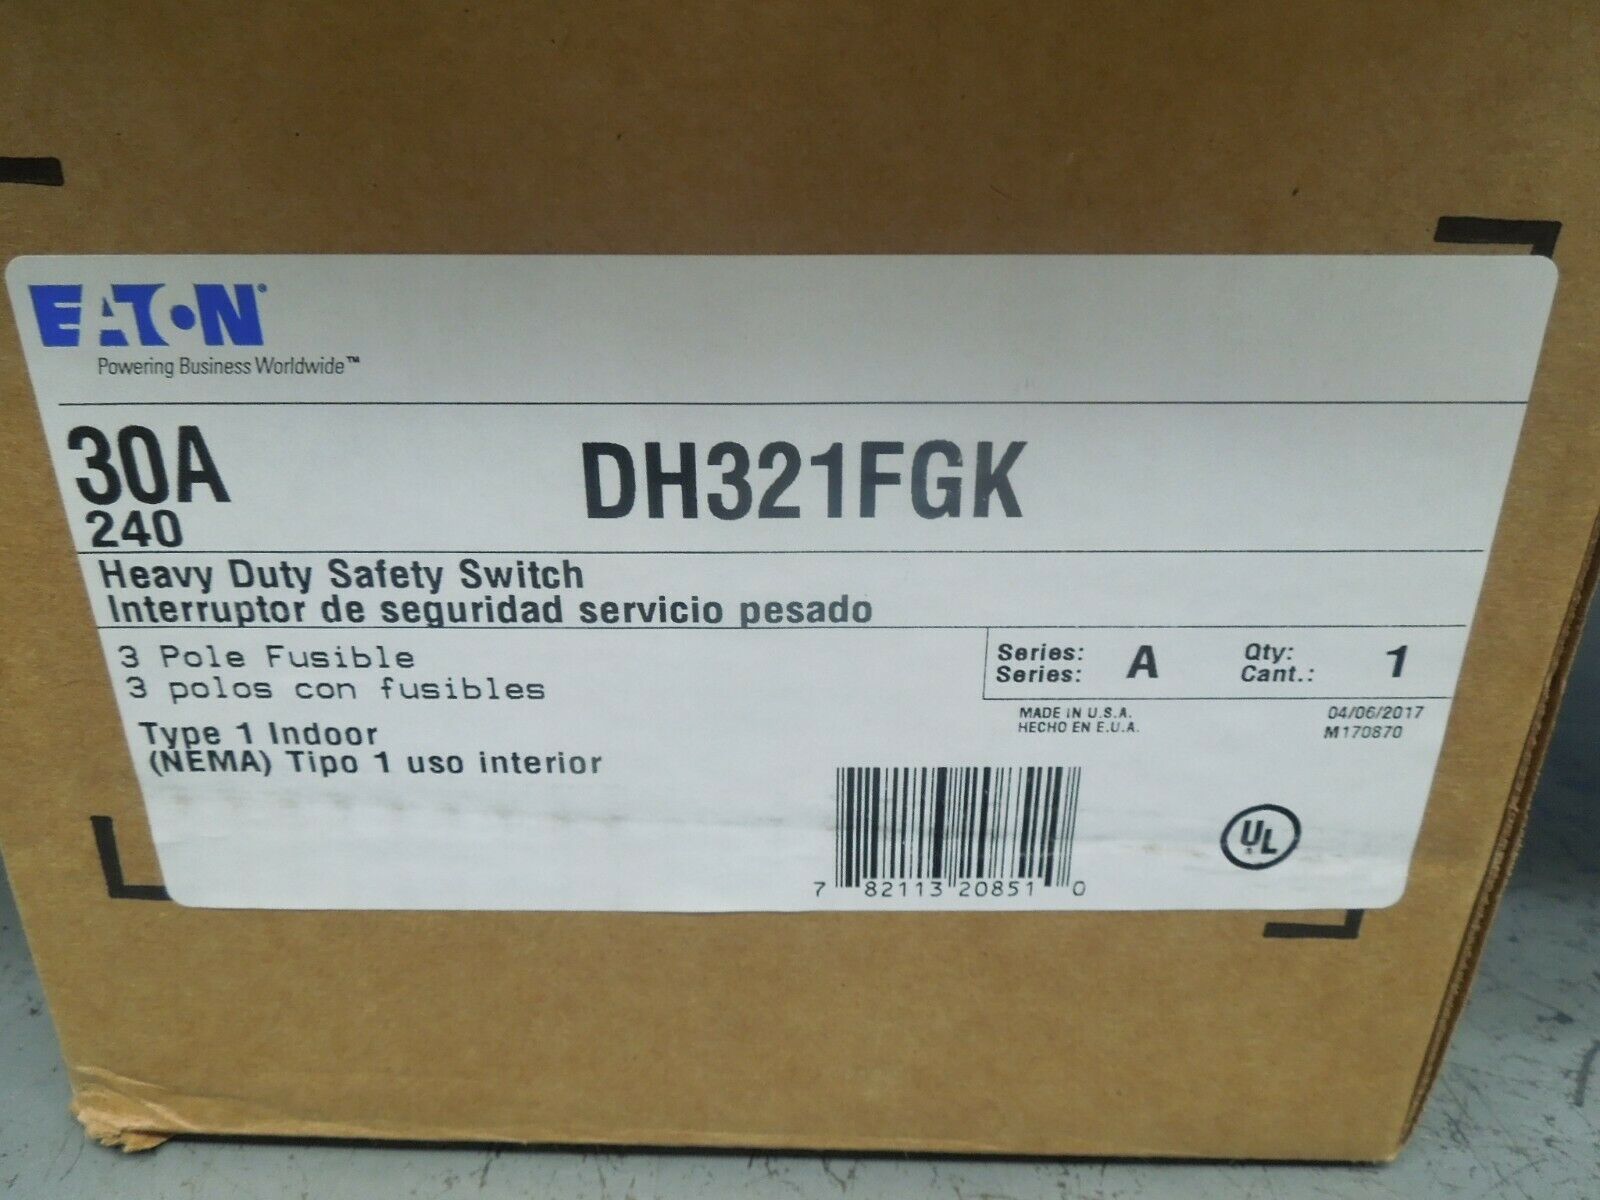 EATON®
Powering Business Worldwide™
30A
240
DH321FGK
Heavy Duty Safety Switch
Interruptor de seguridad servicio pesado
3 Pole Fusible
3 polos con fusibles
Series: A
Series:
Qty: 1
Cant.:
Type 1 Indoor
(NEMA) Tipo 1 uso interior
MADE IN U.S.A.
HECHO EN E.U.A.
04/06/2017
M170870
7 82113 20851 0
UL